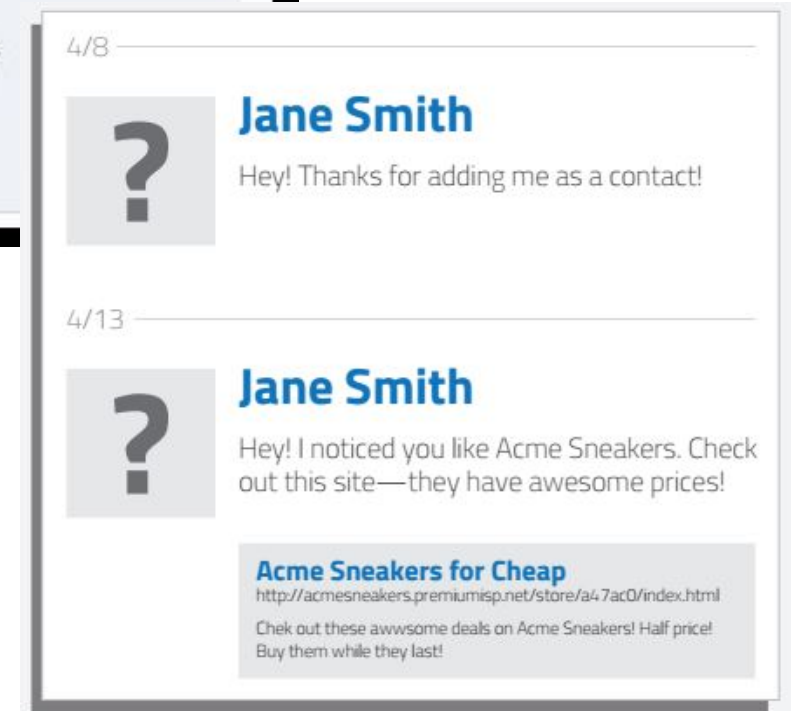 4/8
?
Jane Smith
Hey! Thanks for adding me as a contact!
4/13
?
Jane Smith
Hey! I noticed you like Acme Sneakers. Check
out this site—they have awesome prices!
Acme Sneakers for Cheap
http://acmesneakers.premiumisp.net/store/a47ac0/index.html
Chek out these awwsome deals on Acme Sneakers! Half price!
Buy them while they last!